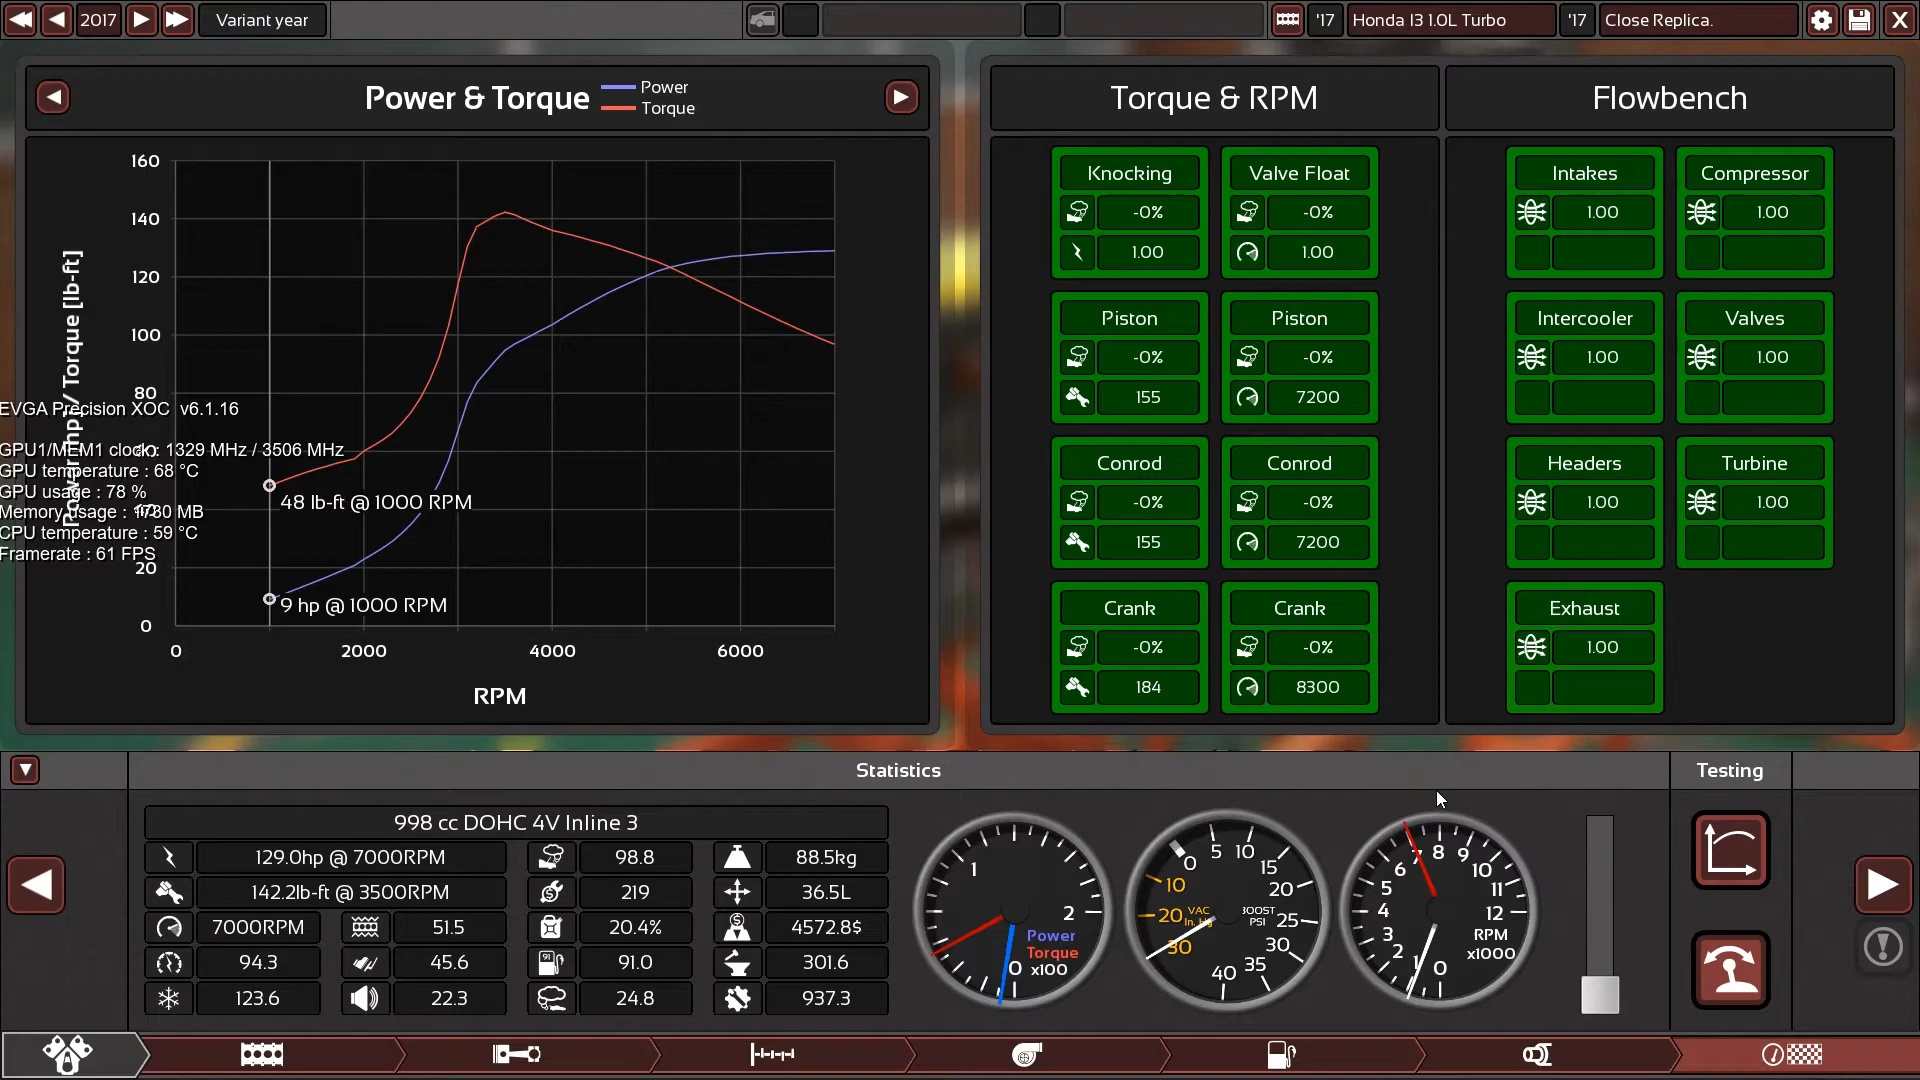 2017
Variant year
'17
Honda I3 1.0L Turbo
'17
Close Replica.
Power & Torque
Power
Torque
Torque & RPM
Flowbench
160
140
120
100
80
20
0
Torque [lb-ft]
0
2000
4000
6000
RPM
48 lb-ft @ 1000 RPM
9 hp @ 1000 RPM
EVGA Precision XOC v6.1.16
GPU1/MEM1 clock : 1329 MHz / 3506 MHz
GPU temperature : 68 °C
GPU usage : 78 %
Memory usage : 1730 MB
CPU temperature : 59 °C
Framerate : 61 FPS
Knocking
-0%
1.00
Valve Float
-0%
1.00
Piston
-0%
155
Piston
-0%
7200
Conrod
-0%
155
Conrod
-0%
7200
Crank
-0%
184
Crank
-0%
8300
Intakes
1.00
Compressor
1.00
Intercooler
1.00
Valves
1.00
Headers
1.00
Turbine
1.00
Exhaust
1.00
Statistics
Testing
998 cc DOHC 4V Inline 3
129.0hp @ 7000RPM
98.8
88.5kg
142.2lb-ft @ 3500RPM
219
36.5L
7000RPM
51.5
20.4%
4572.8$
94.3
45.6
91
91.0
301.6
123.6
22.3
24.8
937.3
1
2
0
Power
Torque
x100
0
5
10
15
20
25
30
35
40
10
20
30
VAC
In. Hg
BOOST
PSI
0
1
2
3
4
5
6
7
8
9
10
11
12
RPM
x1000